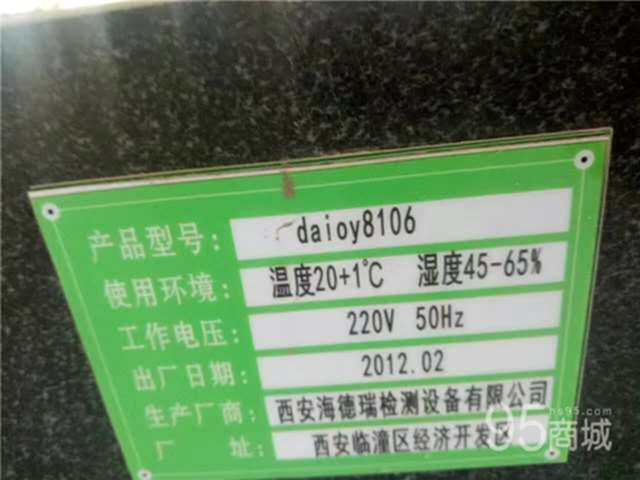 产品型号： daioy8106
使用环境： 温度20+1℃ 湿度45-65%
工作电压： 220V 50Hz
出厂日期： 2012.02
生产厂商： 西安海德瑞检测设备有限公司
厂 址： 西安临潼区经济开发区
95商城
hs95.com